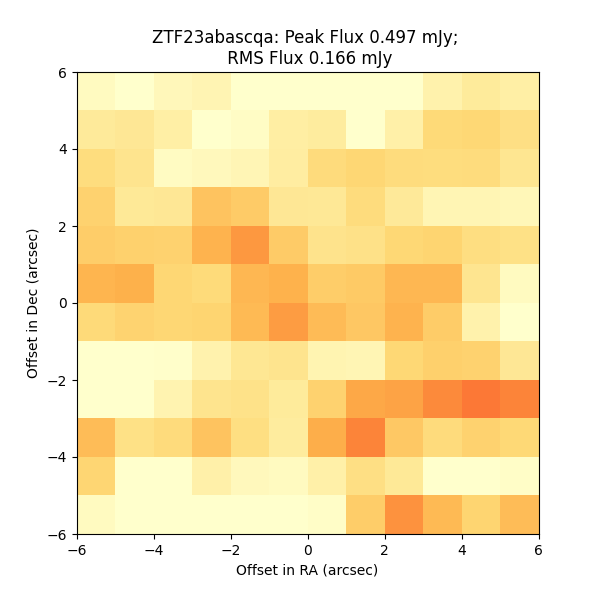 ZTF23abascqa: Peak Flux 0.497 mJy;
RMS Flux 0.166 mJy
6
4
2
0
−2
−4
−6
Offset in Dec (arcsec)
−6 −4 −2 0 2 4 6
Offset in RA (arcsec)